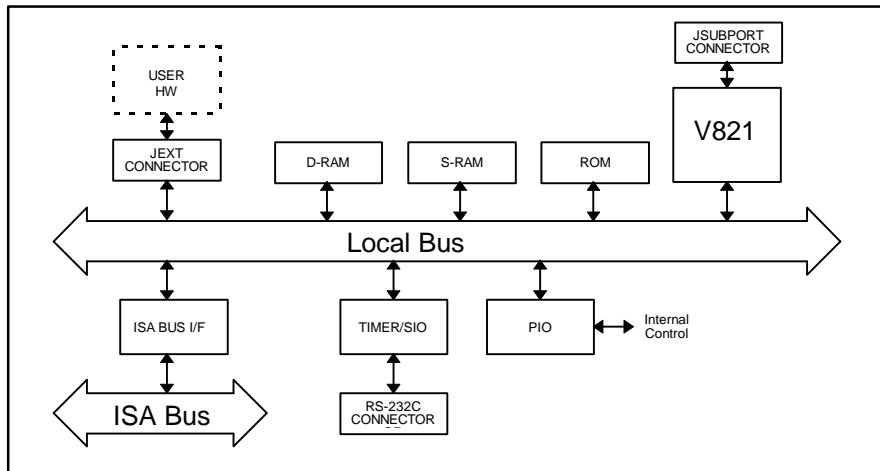 JSUBPORT
CONNECTOR
USER
HW
V821
JEXT
CONNECTOR
D-RAM
S-RAM
ROM
Local Bus
ISA BUS I/F
TIMER/SIO
PIO
Internal
Control
ISA Bus
RS-232C
CONNECTOR